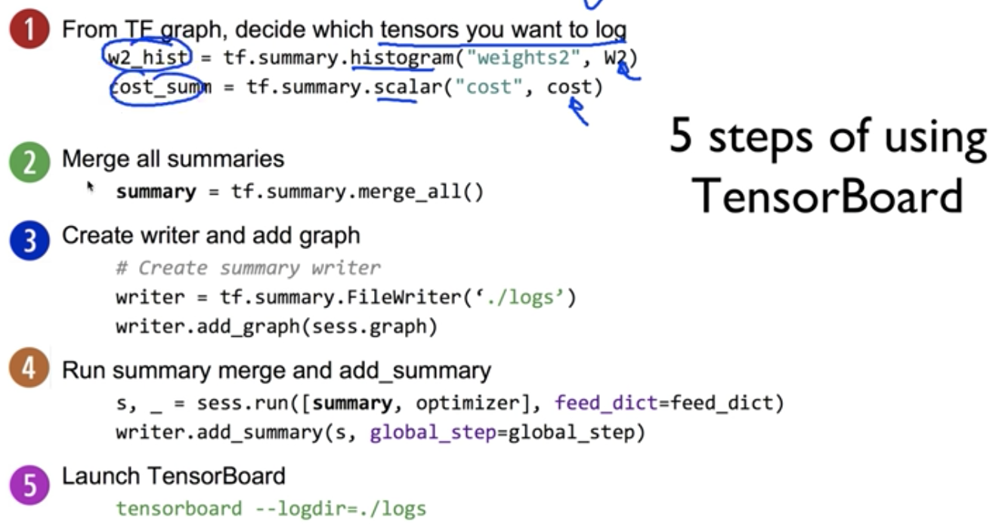 1 From TF graph, decide which tensors you want to log
w2_hist = tf.summary.histogram("weights2", W2)
cost_summ = tf.summary.scalar("cost", cost)
5 steps of using
TensorBoard
2 Merge all summaries
summary = tf.summary.merge_all()
3 Create writer and add graph
# Create summary writer
writer = tf.summary.FileWriter(‘./logs’)
writer.add_graph(sess.graph)
4 Run summary merge and add_summary
s, _ = sess.run([summary, optimizer], feed_dict=feed_dict)
writer.add_summary(s, global_step=global_step)
5 Launch TensorBoard
tensorboard --logdir=./logs